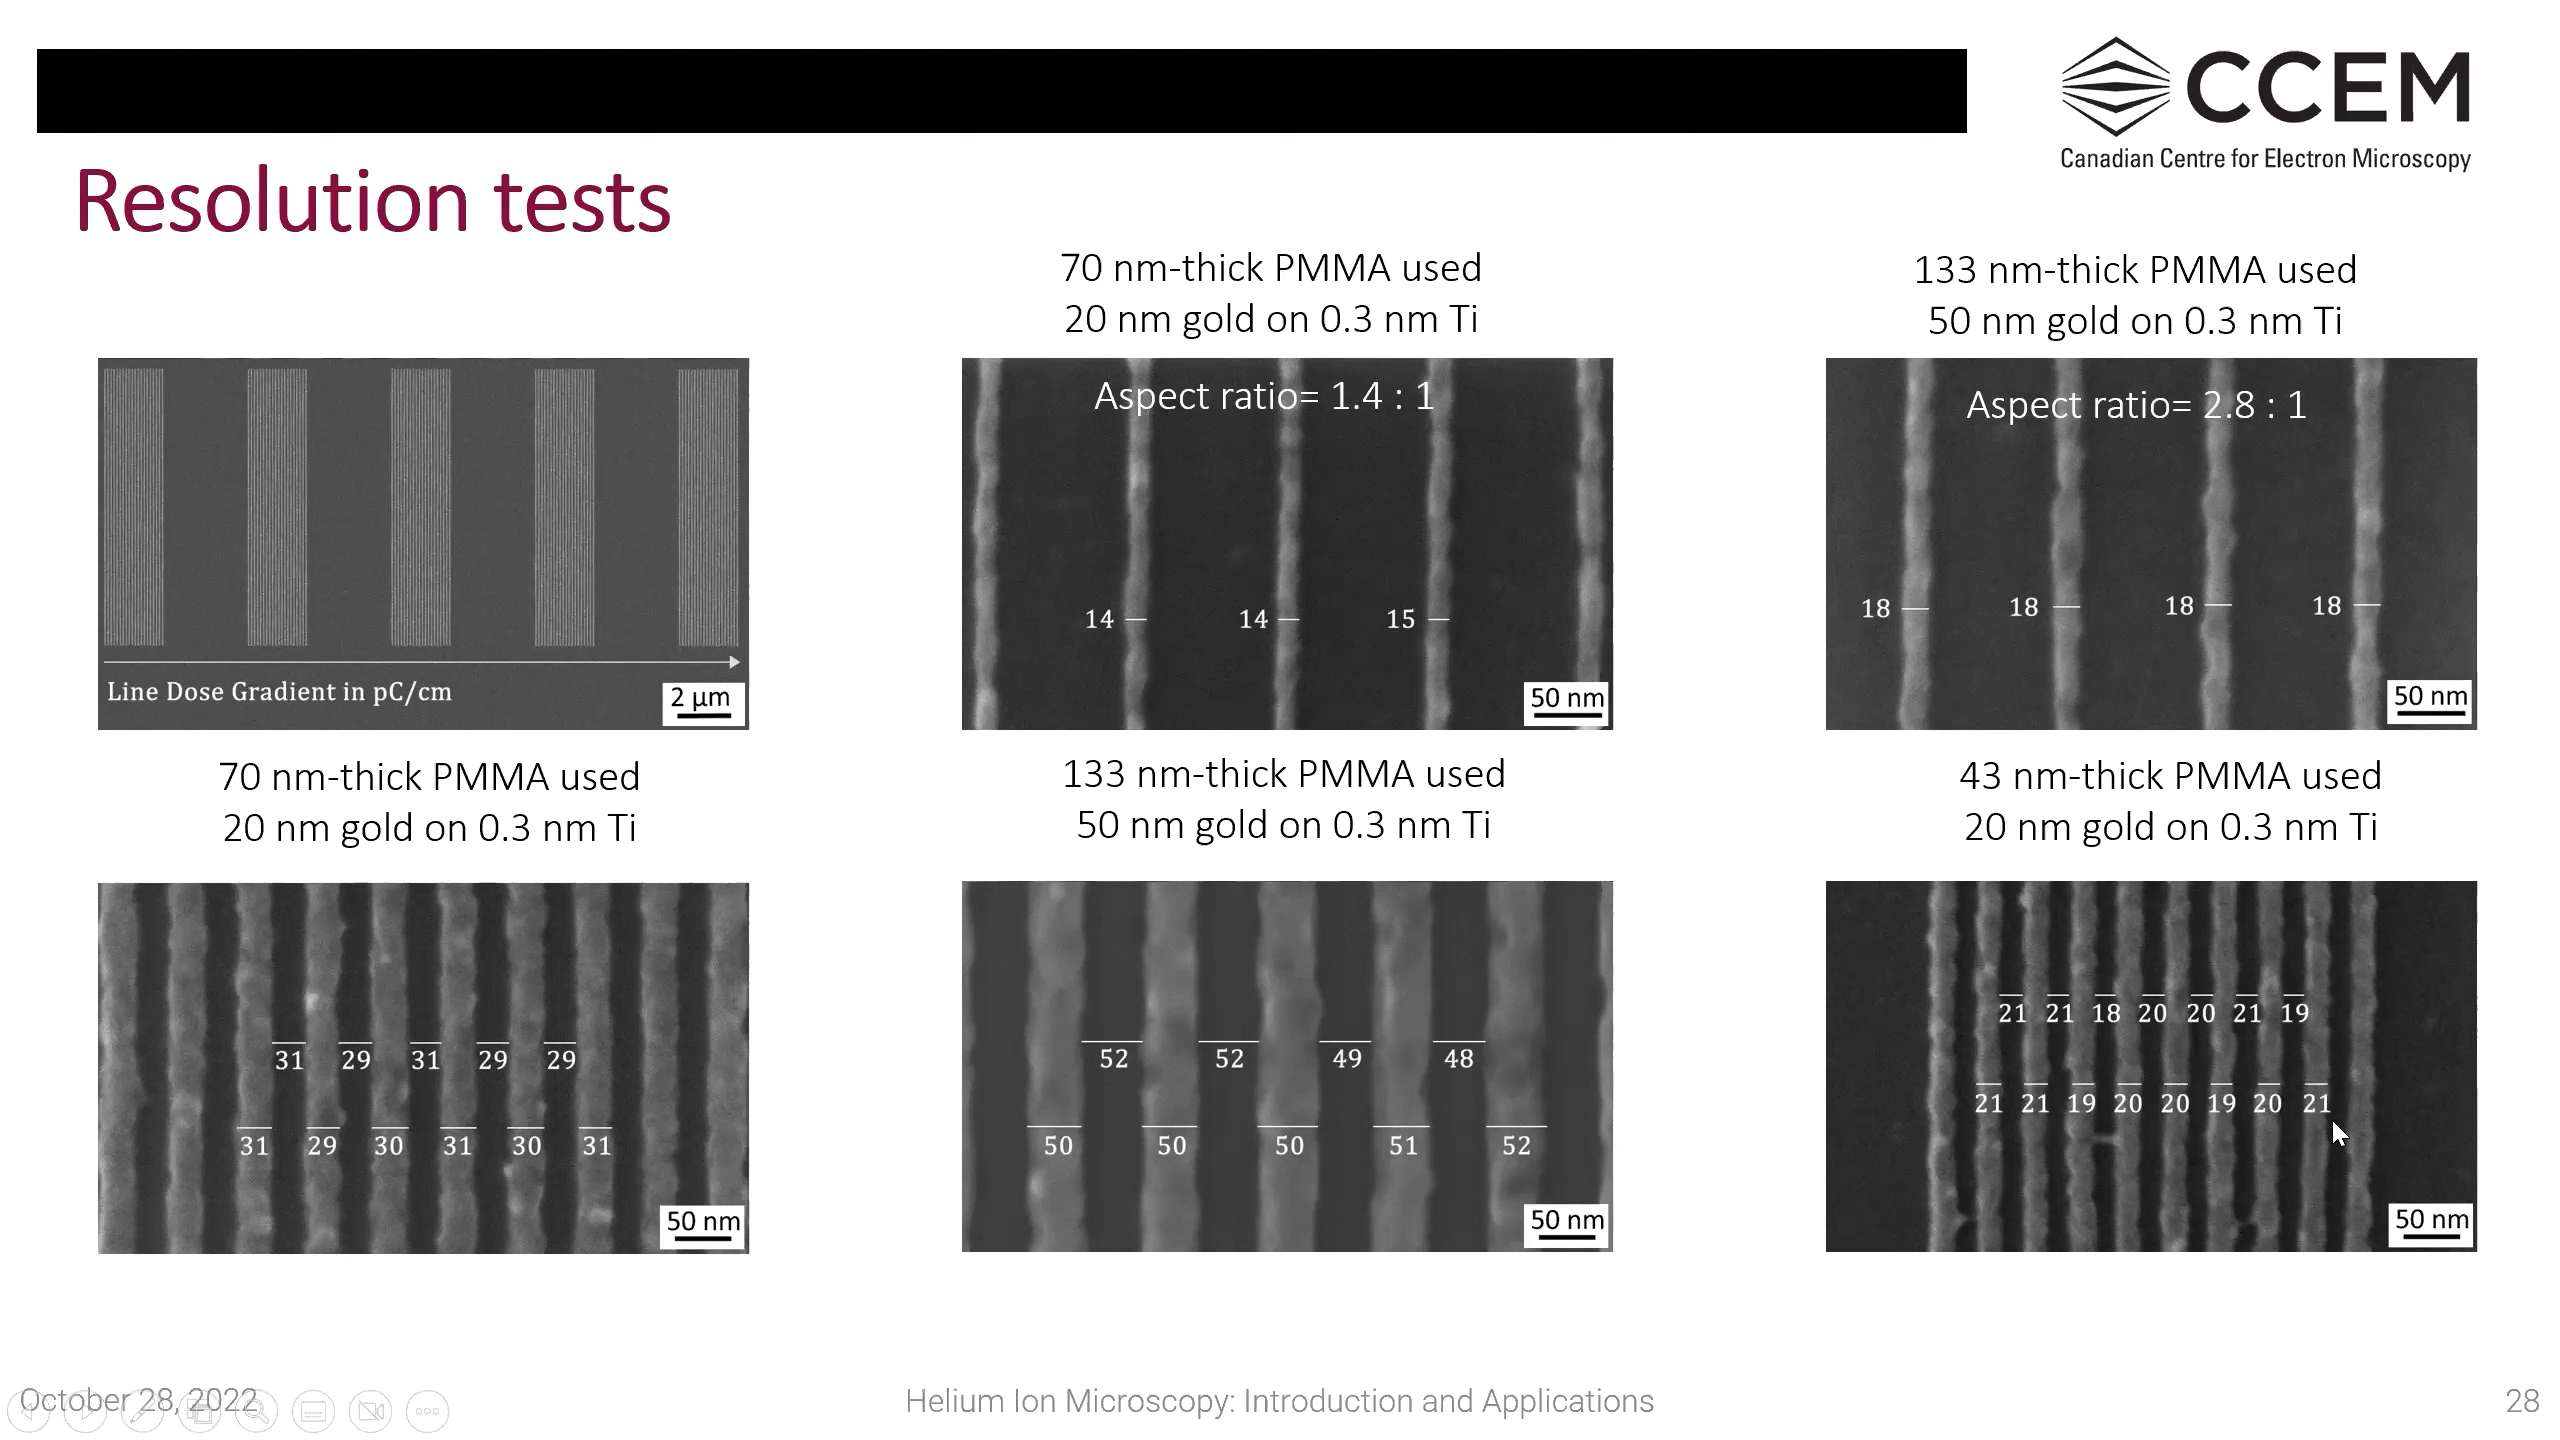 CCEM
Canadian Centre for Electron Microscopy
Resolution tests
70 nm-thick PMMA used
20 nm gold on 0.3 nm Ti
133 nm-thick PMMA used
50 nm gold on 0.3 nm Ti
Line Dose Gradient in pC/cm
2 µm
Aspect ratio= 1.4 : 1
14 14 15
50 nm
Aspect ratio= 2.8 : 1
18 18 18 18
50 nm
70 nm-thick PMMA used
20 nm gold on 0.3 nm Ti
133 nm-thick PMMA used
50 nm gold on 0.3 nm Ti
43 nm-thick PMMA used
20 nm gold on 0.3 nm Ti
31 29 31 29 29
31 29 30 31 30 31
50 nm
52 52 49 48
50 50 50 51 52
50 nm
21 21 18 20 20 21 19
21 21 19 20 20 19 20 21
50 nm
October 28, 2022
Helium Ion Microscopy: Introduction and Applications
28